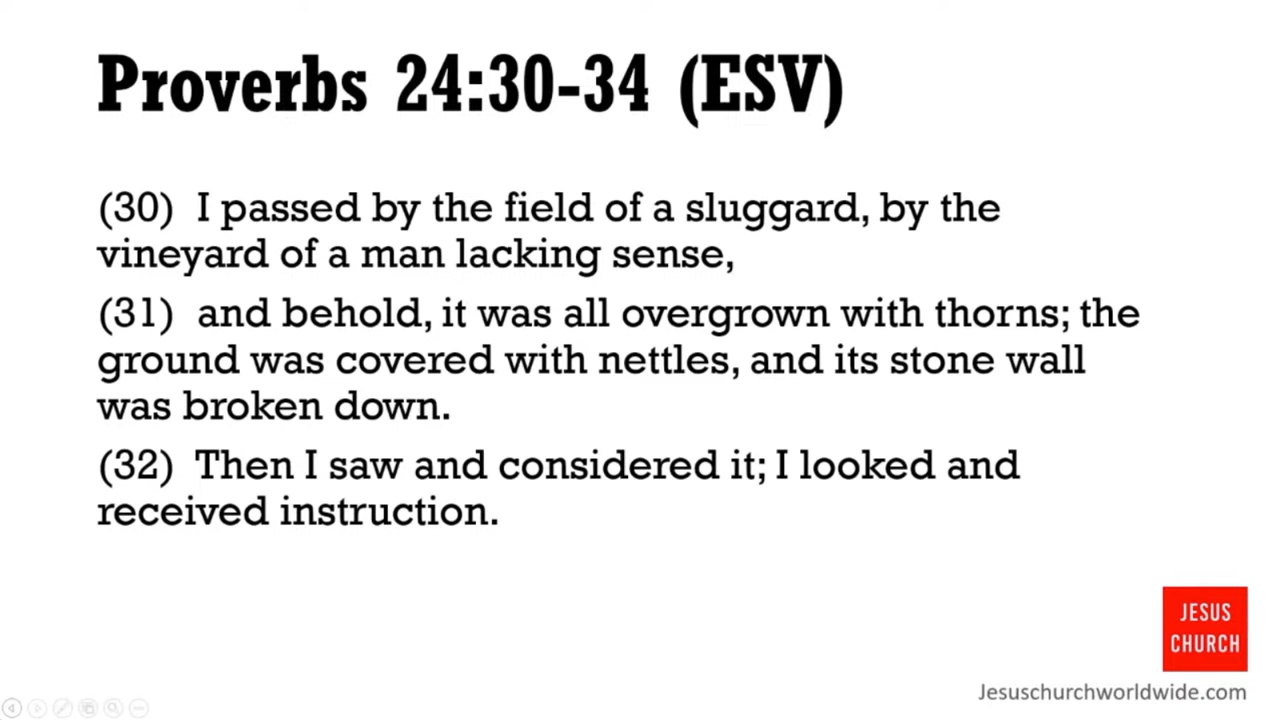 Proverbs 24:30-34 (ESV)
(30)  I passed by the field of a sluggard, by the
vineyard of a man lacking sense,
(31)  and behold, it was all overgrown with thorns; the
ground was covered with nettles, and its stone wall
was broken down.
(32)  Then I saw and considered it; I looked and
received instruction.
JESUS
CHURCH
Jesuschurchworldwide.com